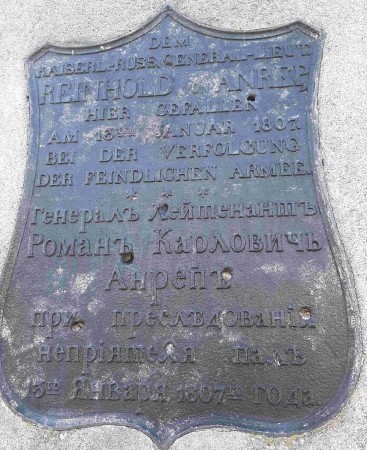 DEM
KAISERL-RUSS. GENERAL-LIEUT
REINHOLD von ANREP
HIER GEFALLEN
AM 13ten JANUAR 1807
BEI DER VERFOLGUNG
DER FEINDLICHEN ARMEE.
* * *
Генералъ Лейтенантъ
Романъ Карловичь
Анрепъ
при преслѣдованіи
непріятеля палъ
13го Января 1807го года.